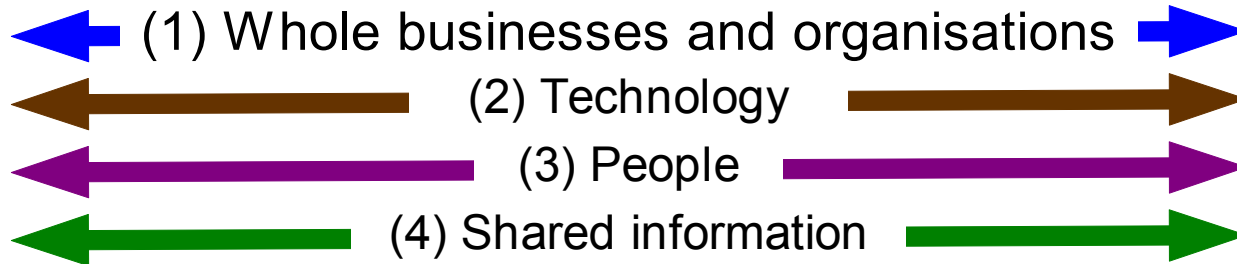 (1) Whole businesses and organisations
(2) Technology
(3) People
(4) Shared information